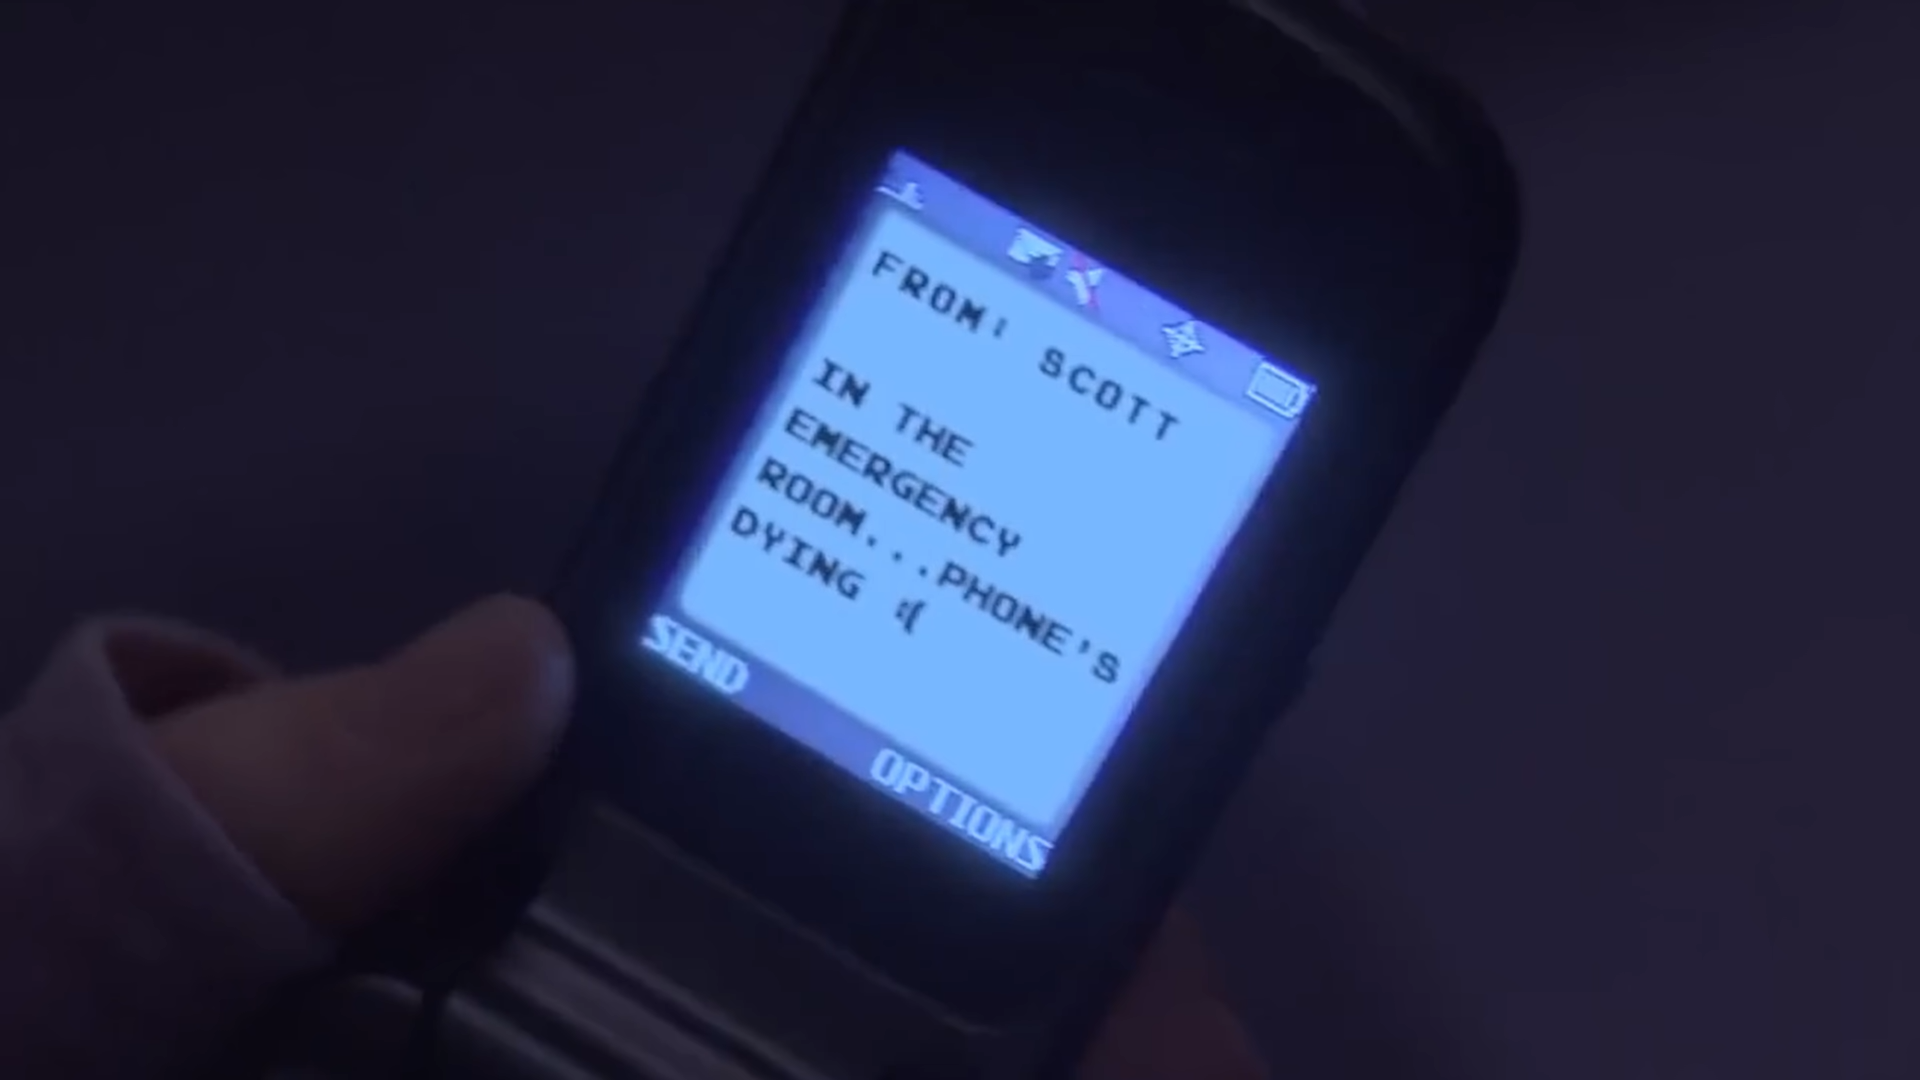 FROM: SCOTT
IN THE
EMERGENCY
ROOM...PHONE'S
DYING :(
SEND
OPTIONS